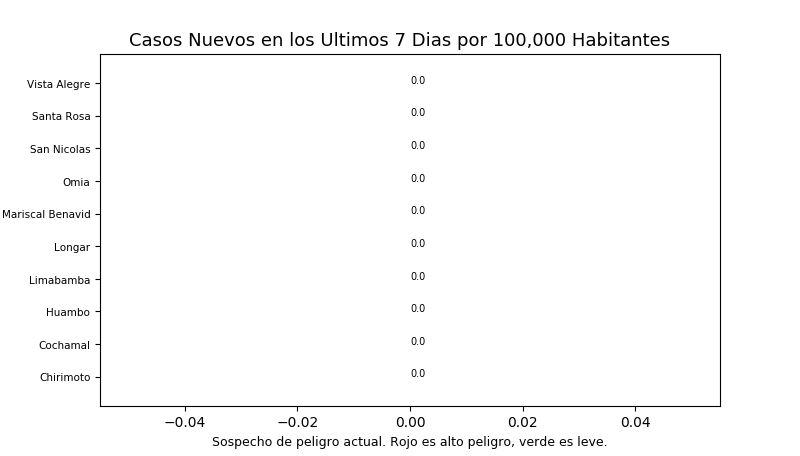 Casos Nuevos en los Ultimos 7 Dias por 100,000 Habitantes
Vista Alegre 0.0
Santa Rosa 0.0
San Nicolas 0.0
Omia 0.0
Mariscal Benavid 0.0
Longar 0.0
Limabamba 0.0
Huambo 0.0
Cochamal 0.0
Chirimoto 0.0
−0.04 −0.02 0.00 0.02 0.04
Sospecho de peligro actual. Rojo es alto peligro, verde es leve.